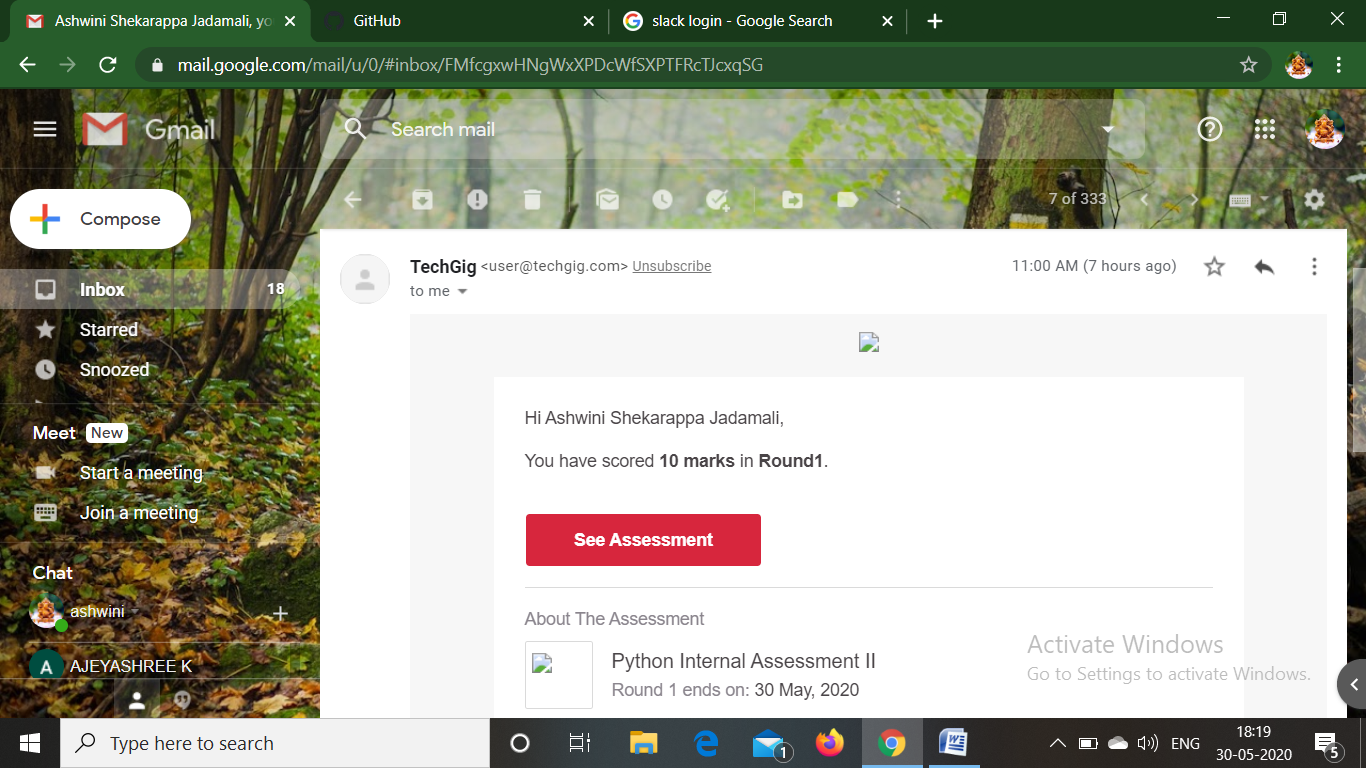 Ashwini Shekarappa Jadamali, yo
GitHub
slack login - Google Search
mail.google.com/mail/u/0/#inbox/FMfcgxwHNgWxXPDcWfSXPTFRcTJcxqSG
Gmail
Search mail
Compose
7 of 333
Inbox 18
Starred
Snoozed
Meet New
Start a meeting
Join a meeting
Chat
ashwini
A AJEYASHREE K
TechGig <user@techgig.com> Unsubscribe
11:00 AM (7 hours ago)
to me
Hi Ashwini Shekarappa Jadamali,
You have scored 10 marks in Round1.
See Assessment
About The Assessment
Python Internal Assessment II
Round 1 ends on: 30 May, 2020
Activate Windows
Go to Settings to activate Windows.
Type here to search
1
ENG
18:19
30-05-2020
5